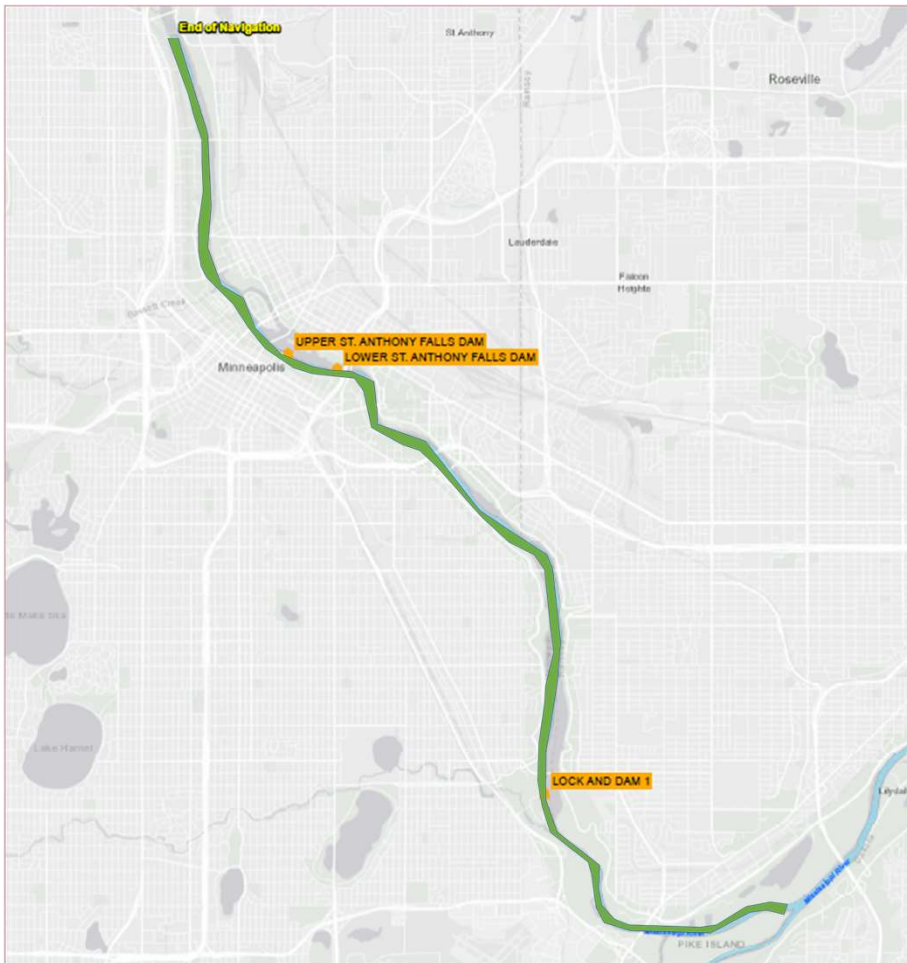 End of Navigation
St Anthony
Roseville
Ramsey
Lauderdale
Falcon
Heights
UPPER ST. ANTHONY FALLS DAM
LOWER ST. ANTHONY FALLS DAM
Minneapolis
Lake Harriet
LOCK AND DAM 1
Mississippi River
PIKE ISLAND